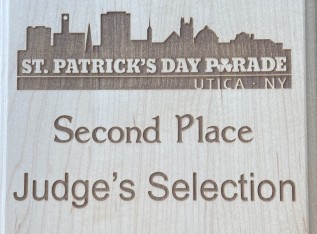 ST. PATRICK'S DAY PARADE
UTICA · NY
Second Place
Judge's Selection